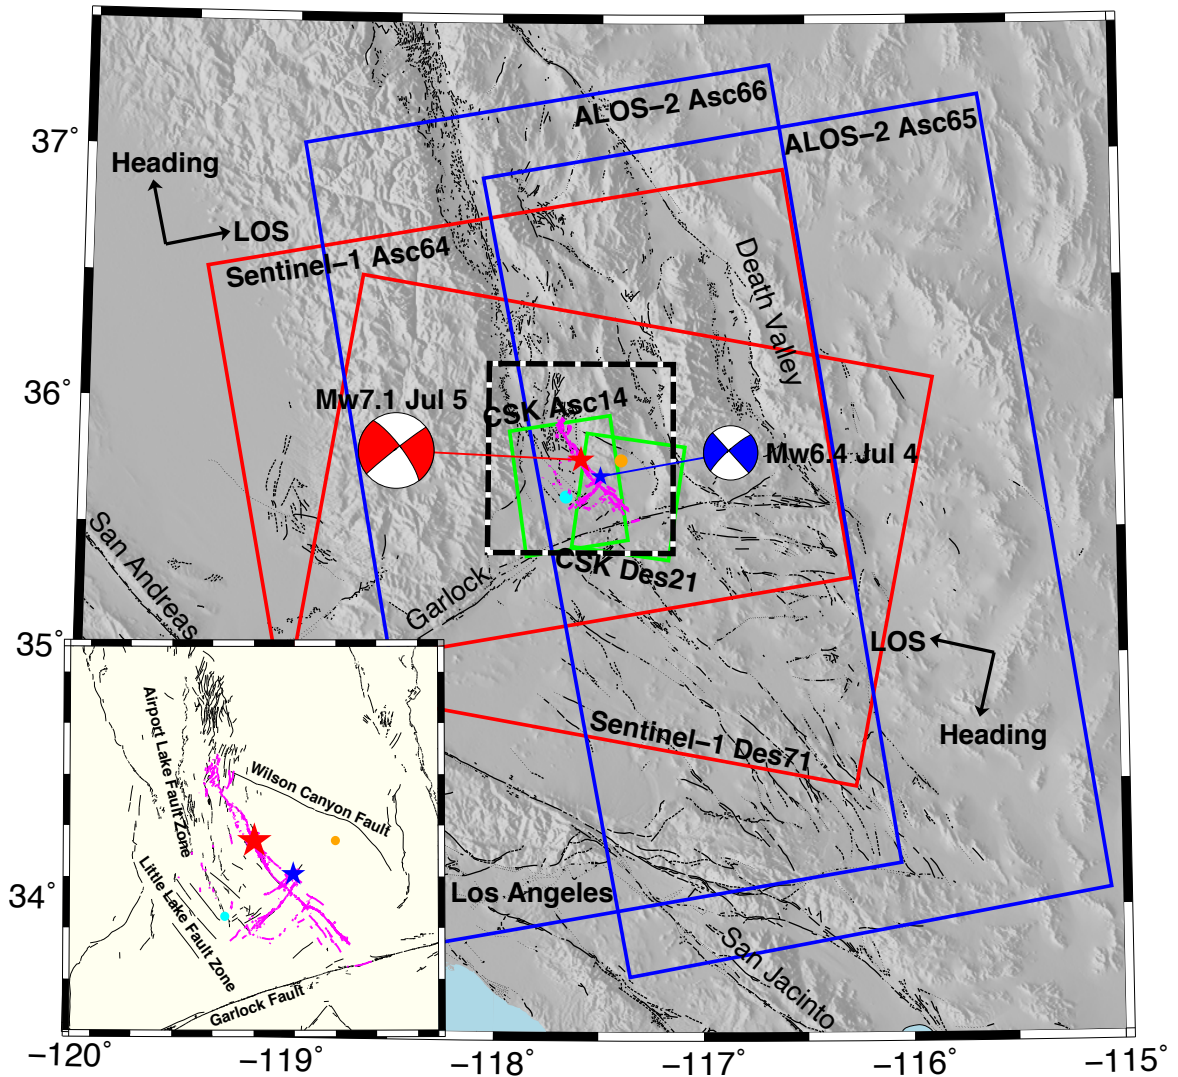 ALOS−2 Asc66
ALOS−2 Asc65
37°
Heading
LOS
Sentinel−1 Asc64
Death Valley
36°
Mw7.1 Jul 5
CSK Asc14
Mw6.4 Jul 4
San Andreas
Garlock
CSK Des21
35°
LOS
Heading
Sentinel−1 Des71
Airport Lake Fault Zone
Wilson Canyon Fault
Little Lake Fault Zone
Garlock Fault
34°
Los Angeles
San Jacinto
−120°
−119°
−118°
−117°
−116°
−115°